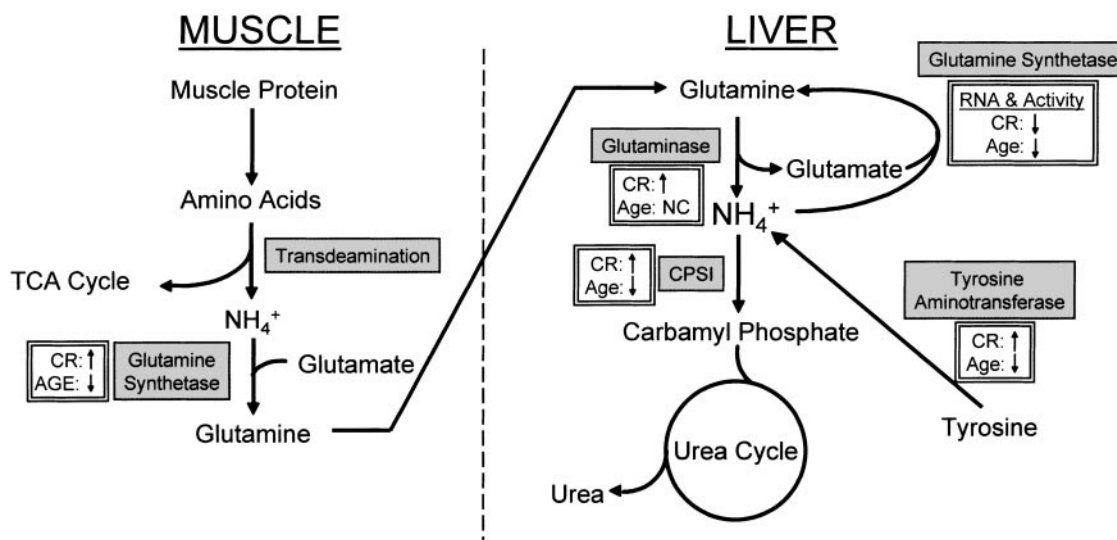 MUSCLE
Muscle Protein
Amino Acids
Transdeamination
TCA Cycle
NH₄⁺
CR: ↑
AGE: ↓
Glutamine
Synthetase
Glutamate
Glutamine
LIVER
Glutamine
Glutamine Synthetase
RNA & Activity
CR: ↓
Age: ↓
Glutaminase
CR: ↑
Age: NC
Glutamate
NH₄⁺
CR: ↑
Age: ↓
CPSI
Tyrosine
Aminotransferase
CR: ↑
Age: ↓
Carbamyl Phosphate
Tyrosine
Urea Cycle
Urea